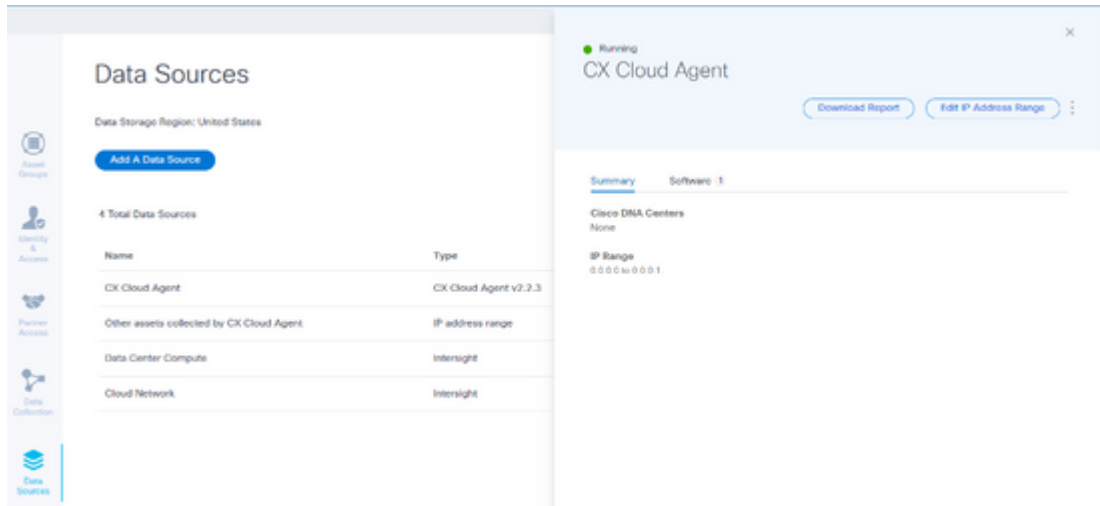 Asset
Groups
Identity
&
Access
Partner
Access
Data
Collection
Data
Sources
Data Sources
Data Storage Region: United States
Add A Data Source
4 Total Data Sources
Name Type
CX Cloud Agent CX Cloud Agent v2.2.3
Other assets collected by CX Cloud Agent IP address range
Data Center Compute Intersight
Cloud Network Intersight
Running
CX Cloud Agent
Download Report Edit IP Address Range
Summary Software 1
Cisco DNA Centers
None
IP Range
0.0.0.0 to 0.0.0.1